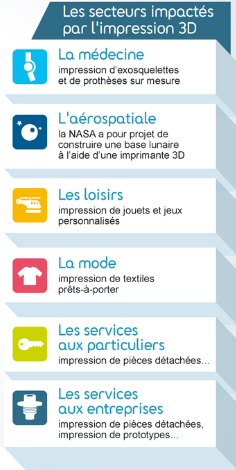 Les secteurs impactés
par l'impression 3D
La médecine
impression d'exosquelettes
et de prothèses sur mesure
L'aérospatiale
la NASA a pour projet de
construire une base lunaire
à l'aide d'une imprimante 3D
Les loisirs
impression de jouets et jeux
personnalisés
La mode
impression de textiles
prêts-à-porter
Les services
aux particuliers
impression de pièces détachées...
Les services
aux entreprises
impression de pièces détachées,
impression de prototypes...